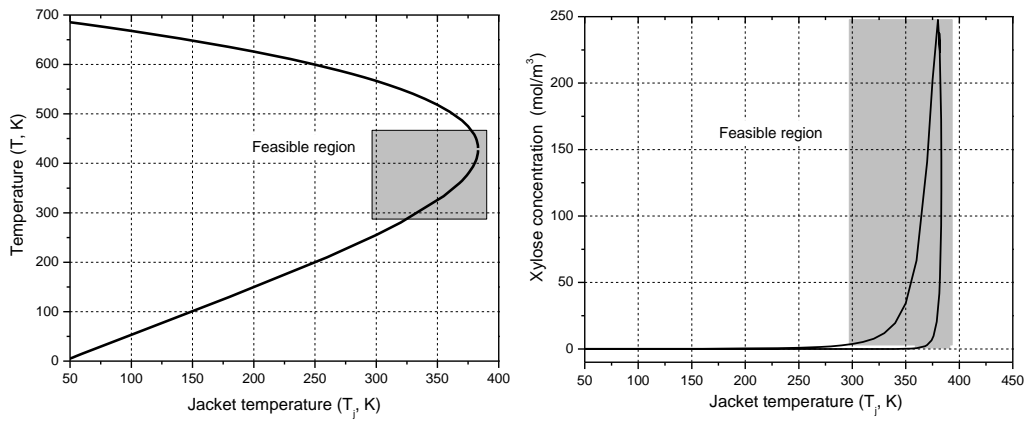 Temperature (T, K)
700
600
500
400
300
200
100
0
Feasible region
50 100 150 200 250 300 350 400
Jacket temperature (Tj, K)
Xylose concentration (mol/m³)
250
200
150
100
50
0
Feasible region
50 100 150 200 250 300 350 400 450
Jacket temperature (Tj, K)